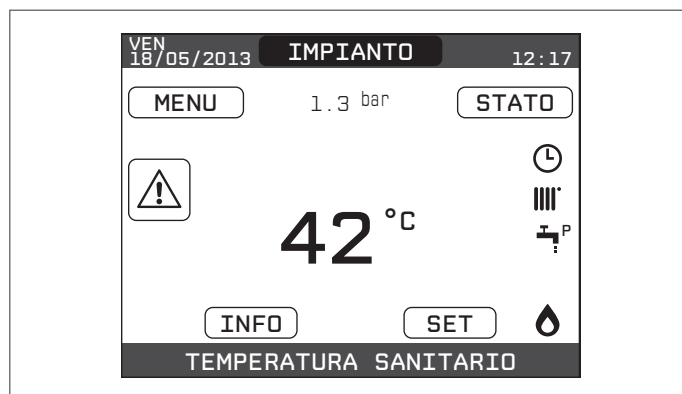 VEN
18/05/2013 IMPIANTO 12:17
MENU 1.3 bar STATO
42 °C
P
INFO SET
TEMPERATURA SANITARIO